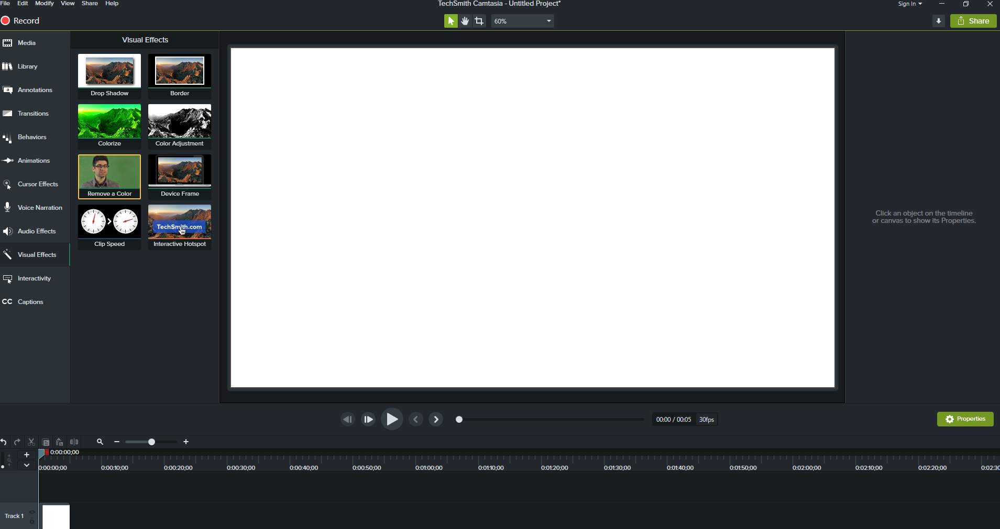 File Edit Modify View Share Help
TechSmith Camtasia - Untitled Project*
Sign In
Record
60%
Share
Media
Library
Annotations
Transitions
Behaviors
Animations
Cursor Effects
Voice Narration
Audio Effects
Visual Effects
Interactivity
CC Captions
Visual Effects
Drop Shadow
Border
Colorize
Color Adjustment
Remove a Color
Device Frame
Clip Speed
TechSmith.com
Interactive Hotspot
Click an object on the timeline
or canvas to show its Properties.
00:00 / 00:05 30fps
Properties
0:00:00;00
0:00:00;00 0:00:10;00 0:00:20;00 0:00:30;00 0:00:40;00 0:00:50;00 0:01:00;00 0:01:10;00 0:01:20;00 0:01:30;00 0:01:40;00 0:01:50;00 0:02:00;00 0:02:10;00 0:02:20;00 0:02:30
Track 1